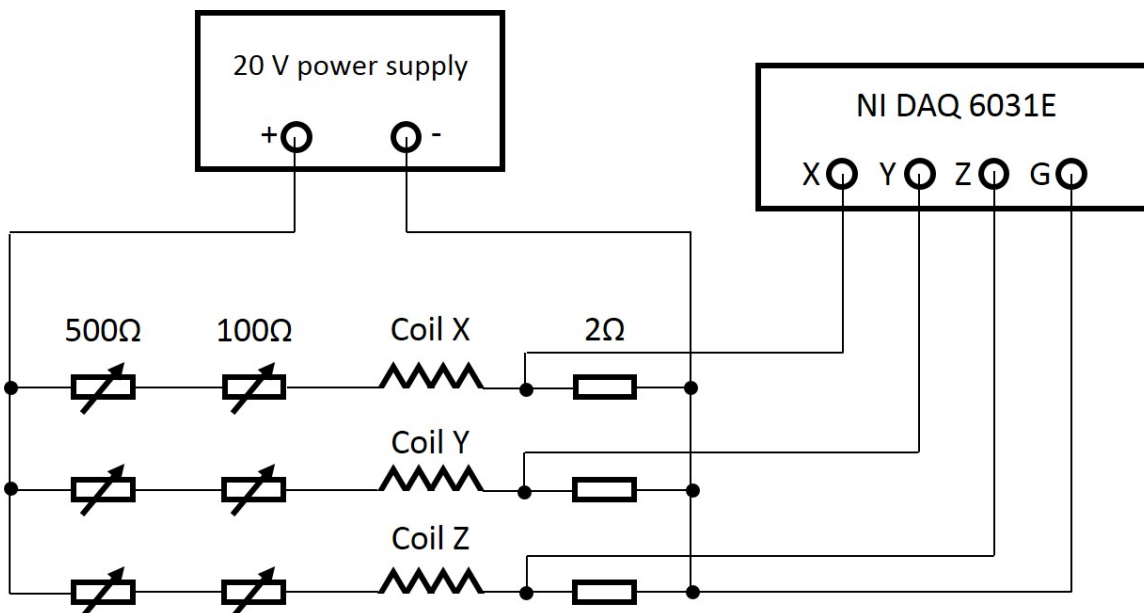 20 V power supply
+ -
NI DAQ 6031E
X Y Z G
500Ω 100Ω Coil X 2Ω
Coil Y
Coil Z